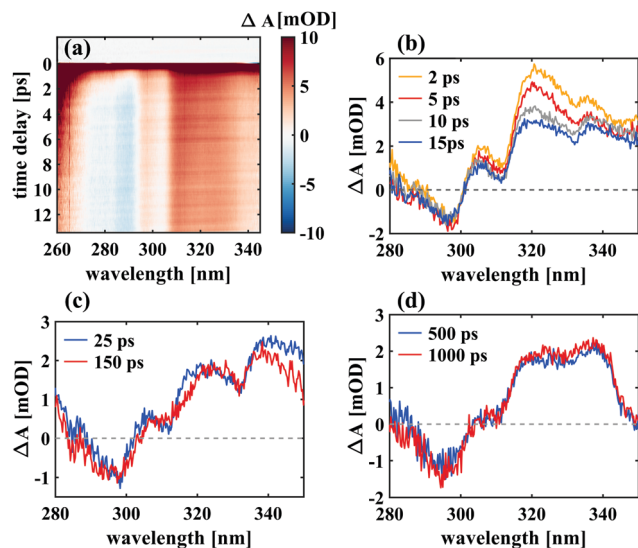 Δ A[mOD]
(a)
10
5
0
-5
-10
0
2
4
6
8
10
12
time delay [ps]
260 280 300 320 340
wavelength [nm]
(b)
2 ps
5 ps
10 ps
15ps
6
4
2
0
-2
ΔA [mOD]
280 300 320 340
wavelength [nm]
(c)
25 ps
150 ps
3
2
1
0
-1
ΔA [mOD]
280 300 320 340
wavelength [nm]
(d)
500 ps
1000 ps
3
2
1
0
-1
2
ΔA [mOD]
280 300 320 340
wavelength [nm]